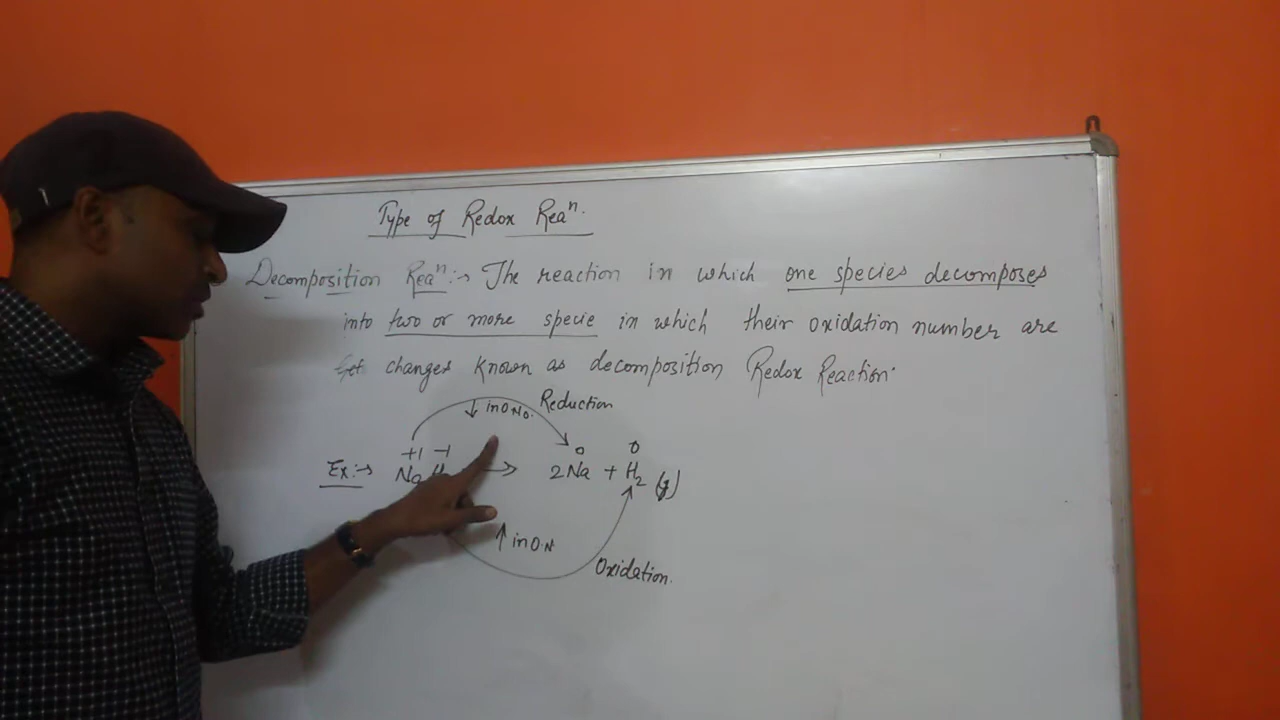 Type of Redox Reaⁿ.
Decomposition Reaⁿ:→ The reaction in which one species decomposes
into two or more specie in which their oxidation number are
Get changes known as decomposition Redox Reaction.
↓ in O.No. Reduction
+1 -1 0 0
Ex:→ Na → 2Na + H₂ (g)
↑ in O.N
Oxidation.